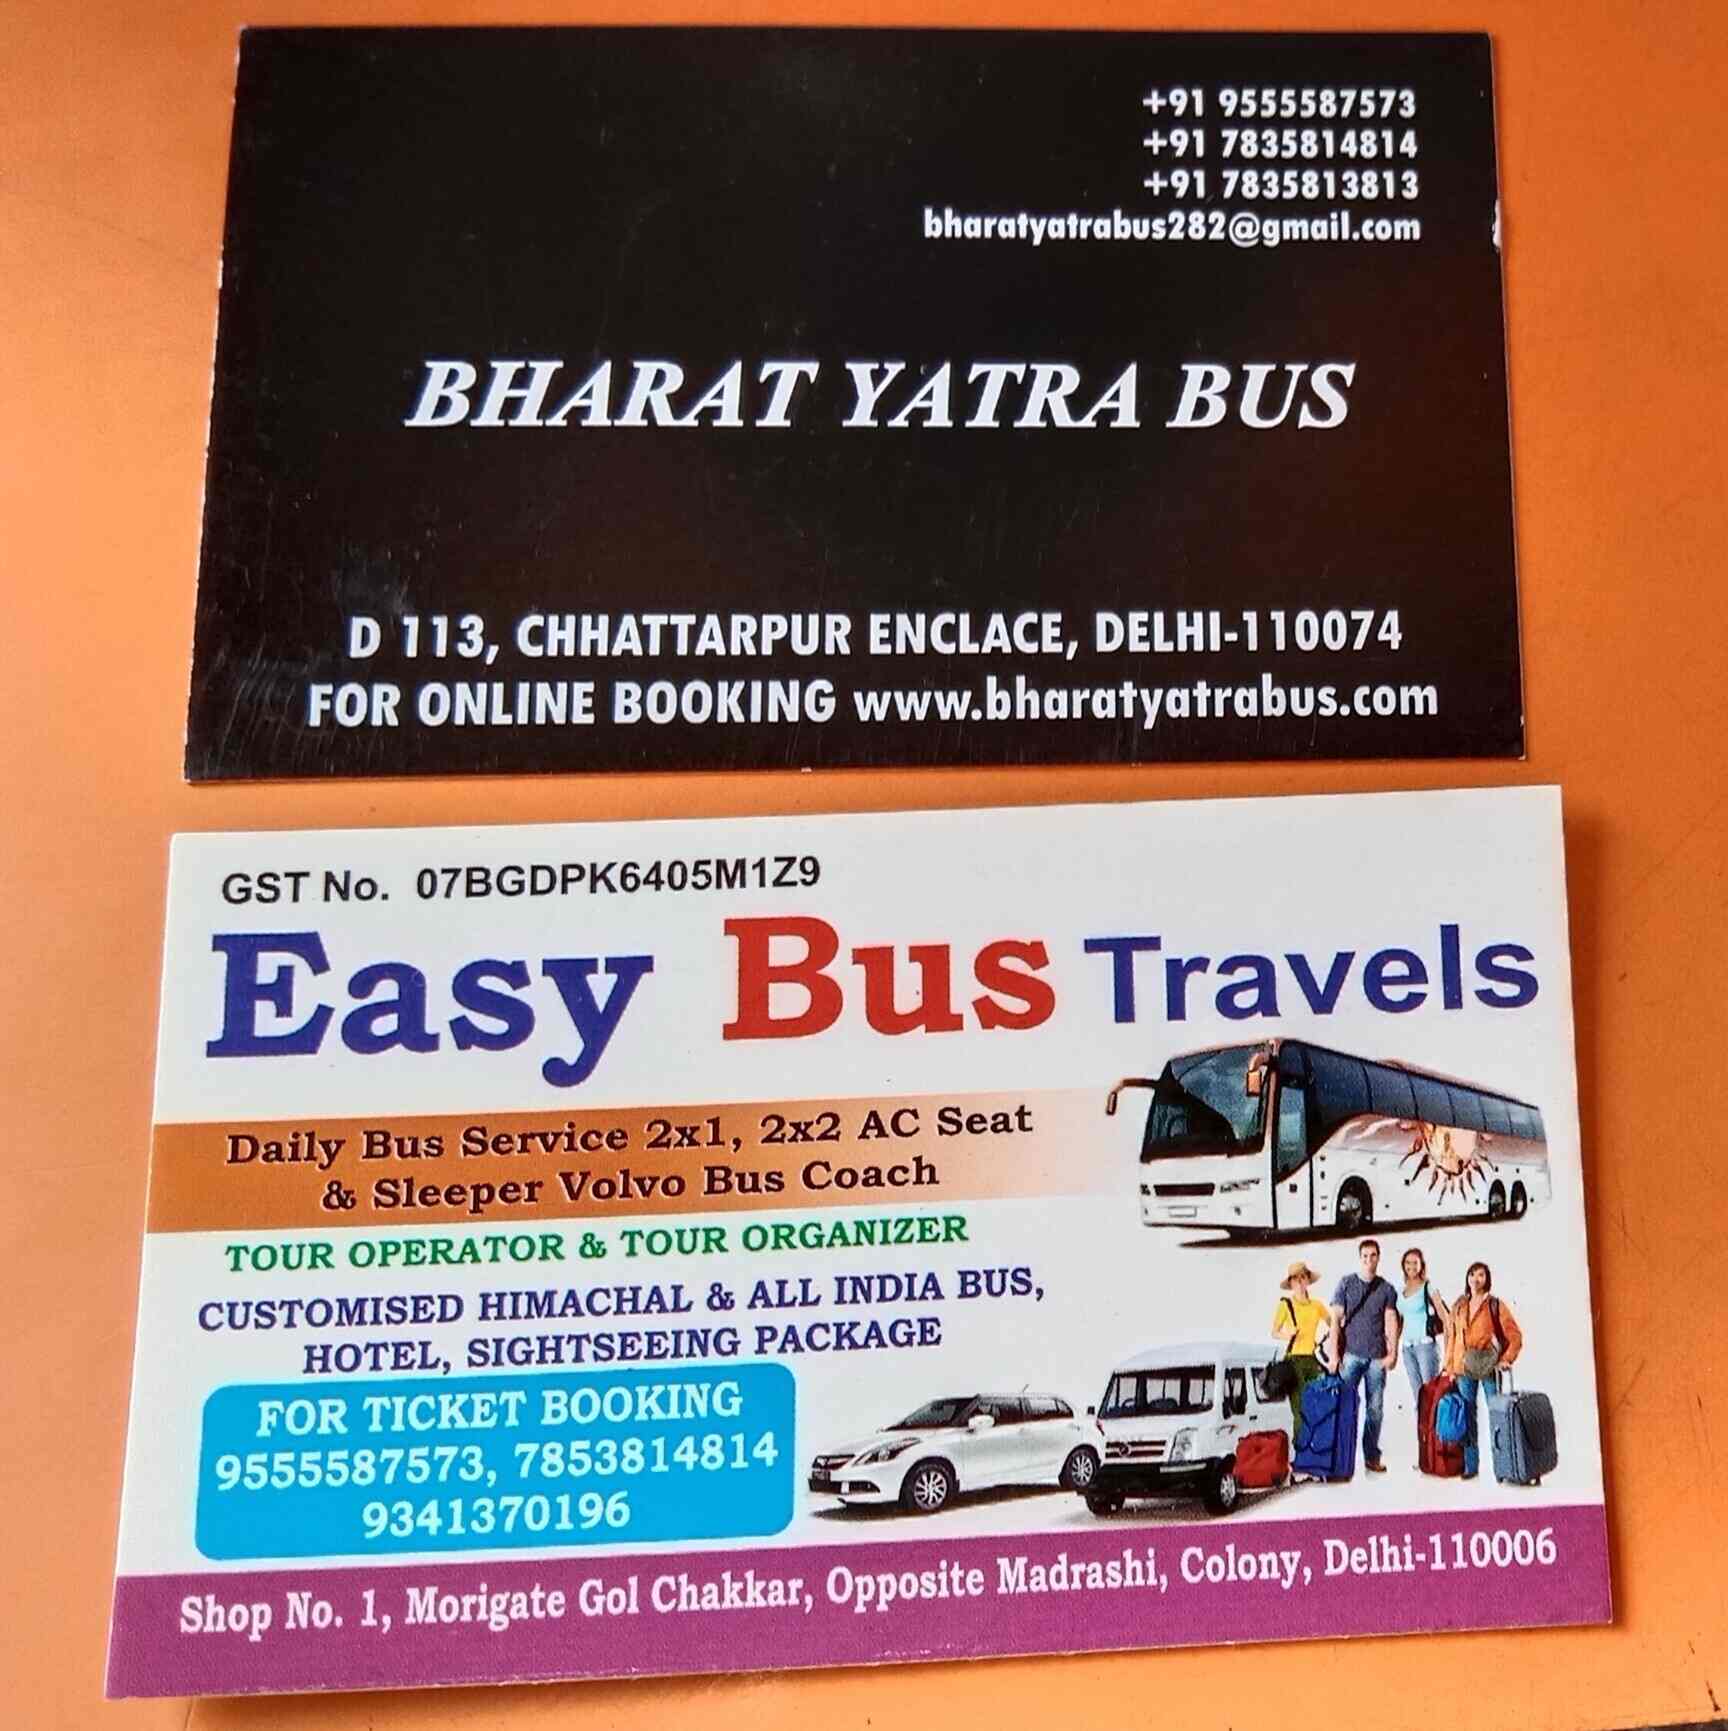 +91 9555587573
+91 7835814814
+91 7835813813
bharatyatrabus282@gmail.com
BHARAT YATRA BUS
D 113, CHHATTARPUR ENCLACE, DELHI-110074
FOR ONLINE BOOKING www.bharatyatrabus.com
GST No. 07BGDPK6405M1Z9
Easy Bus Travels
Daily Bus Service 2x1, 2x2 AC Seat
& Sleeper Volvo Bus Coach
TOUR OPERATOR & TOUR ORGANIZER
CUSTOMISED HIMACHAL & ALL INDIA BUS,
HOTEL, SIGHTSEEING PACKAGE
FOR TICKET BOOKING
9555587573, 7853814814
9341370196
Shop No. 1, Morigate Gol Chakkar, Opposite Madrashi, Colony, Delhi-110006